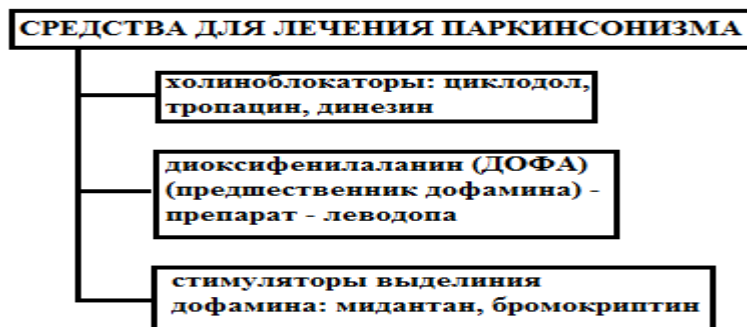 СРЕДСТВА ДЛЯ ЛЕЧЕНИЯ ПАРКИНСОНИЗМА
холиноблокаторы: циклодол,
тропацин, динезин
диоксифенилаланин (ДОФА)
(предшественник дофамина) -
препарат - леводопа
стимуляторы выделиния
дофамина: мидантан, бромокриптин